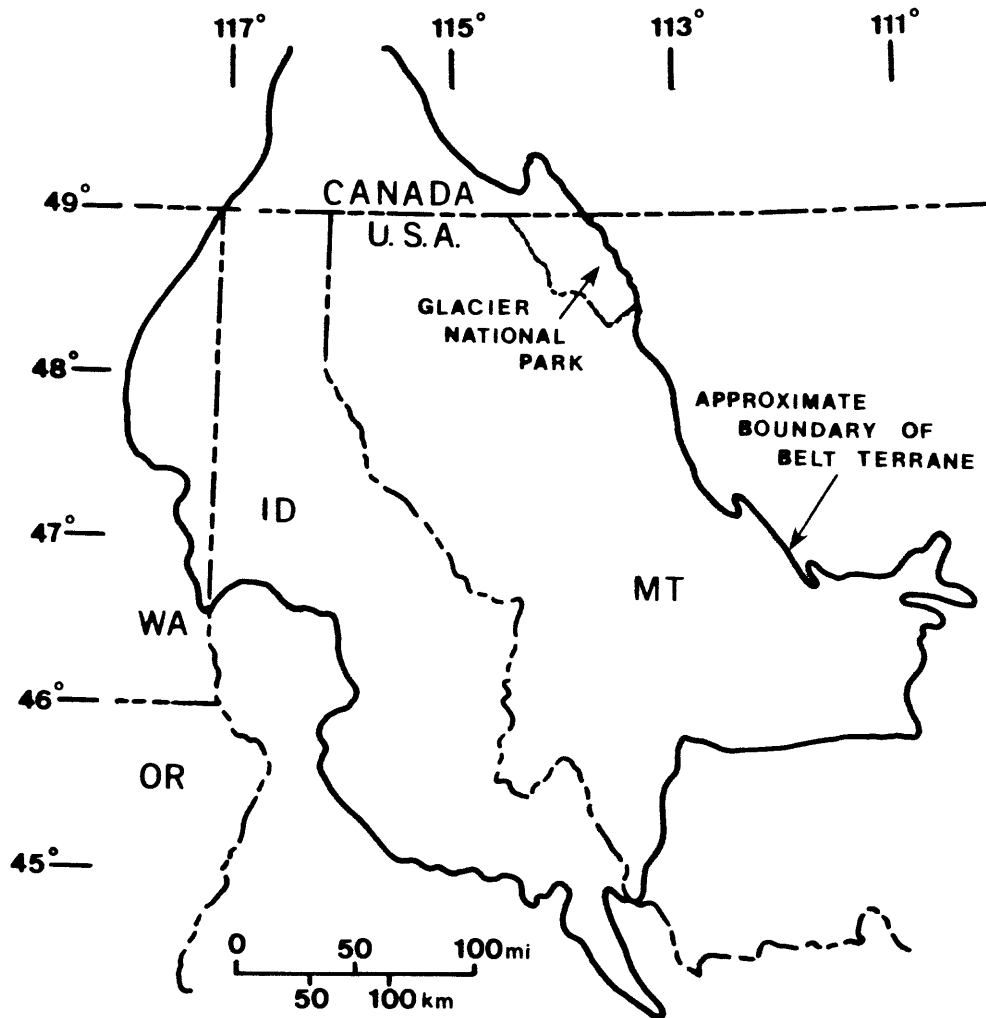 117° 115° 113° 111°
49°
CANADA
U.S.A.
GLACIER
NATIONAL
PARK
48°
APPROXIMATE
BOUNDARY OF
BELT TERRANE
ID
47°
MT
WA
46°
OR
45°
0 50 100mi
50 100km